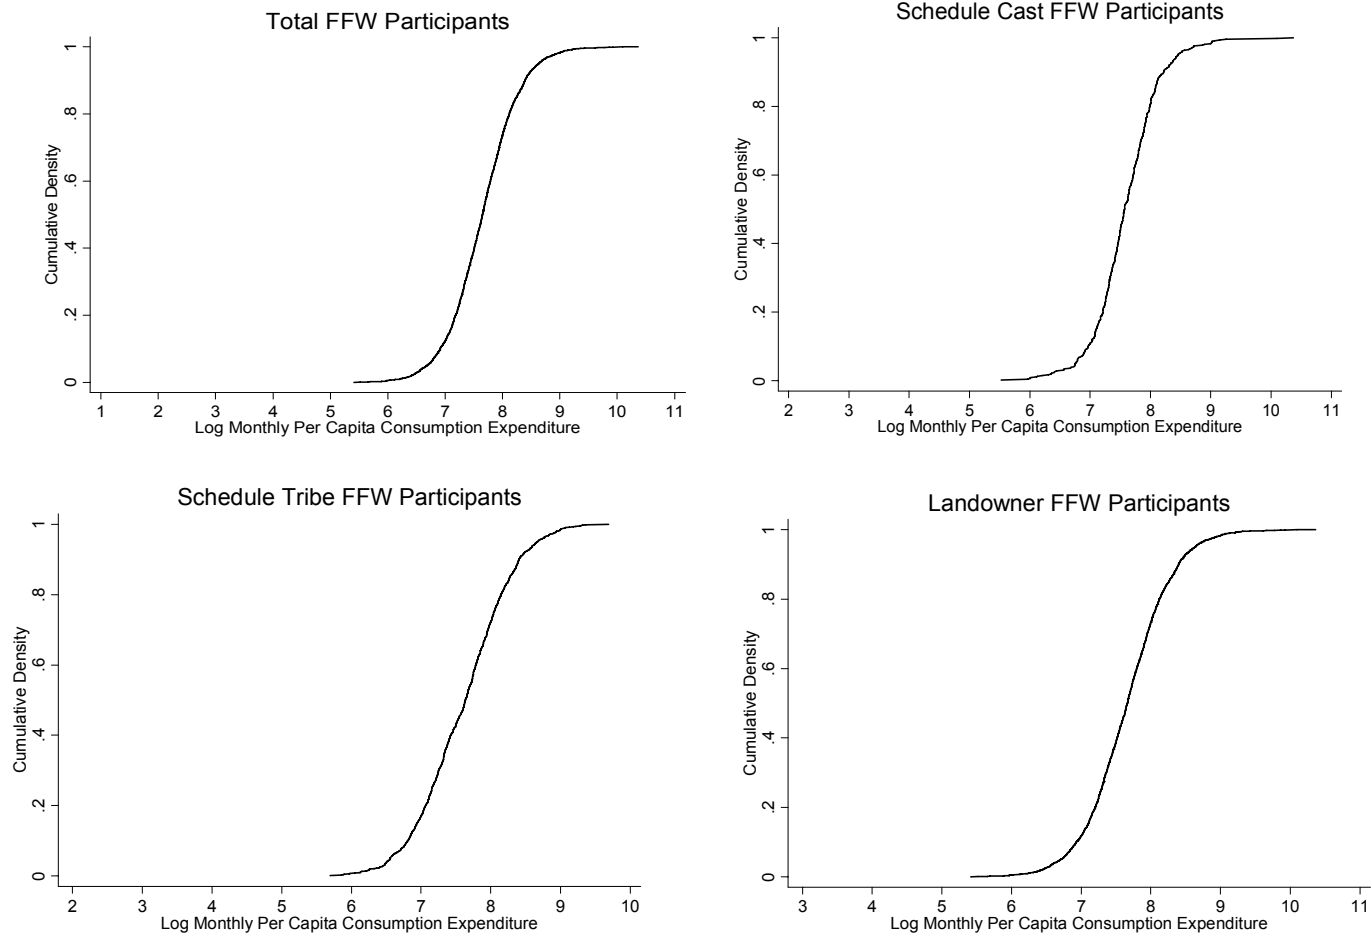 Total FFW Participants
Cumulative Density
1
.8
.6
.4
.2
0
1 2 3 4 5 6 7 8 9 10 11
Log Monthly Per Capita Consumption Expenditure
Schedule Cast FFW Participants
Cumulative Density
1
.8
.6
.4
.2
0
2 3 4 5 6 7 8 9 10 11
Log Monthly Per Capita Consumption Expenditure
Schedule Tribe FFW Participants
Cumulative Density
1
.8
.6
.4
.2
0
2 3 4 5 6 7 8 9 10
Log Monthly Per Capita Consumption Expenditure
Landowner FFW Participants
Cumulative Density
1
.8
.6
.4
.2
0
3 4 5 6 7 8 9 10 11
Log Monthly Per Capita Consumption Expenditure